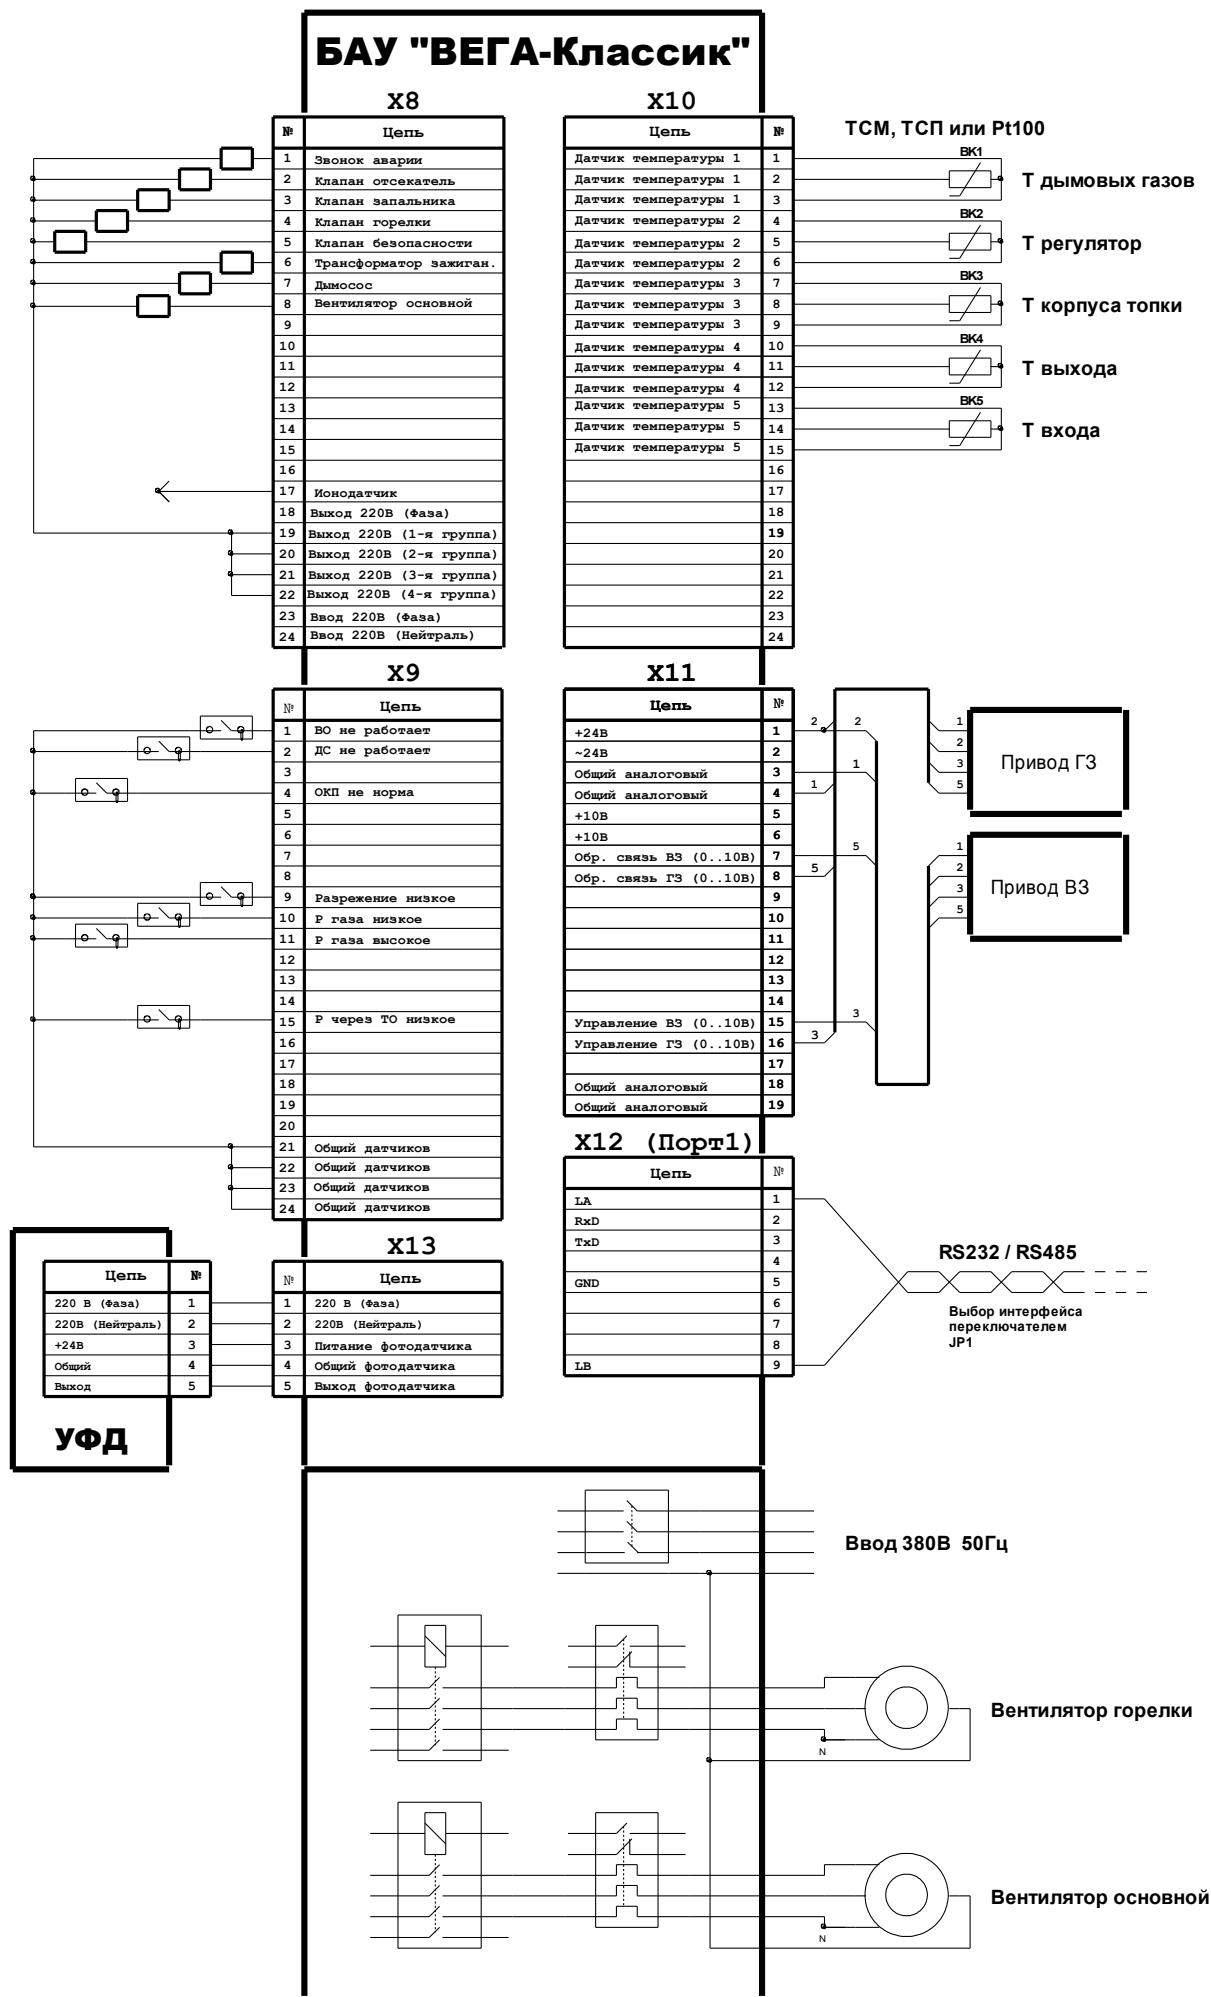 БАУ "ВЕГА-Классик"
X8
№ Цепь
1 Звонок аварии
2 Клапан отсекатель
3 Клапан запальника
4 Клапан горелки
5 Клапан безопасности
6 Трансформатор зажиган.
7 Дымосос
8 Вентилятор основной
9
10
11
12
13
14
15
16
17 Ионодатчик
18 Выход 220В (Фаза)
19 Выход 220В (1-я группа)
20 Выход 220В (2-я группа)
21 Выход 220В (3-я группа)
22 Выход 220В (4-я группа)
23 Ввод 220В (Фаза)
24 Ввод 220В (Нейтраль)
X10
Цепь №
Датчик температуры 1 1
Датчик температуры 1 2
Датчик температуры 1 3
Датчик температуры 2 4
Датчик температуры 2 5
Датчик температуры 2 6
Датчик температуры 3 7
Датчик температуры 3 8
Датчик температуры 3 9
Датчик температуры 4 10
Датчик температуры 4 11
Датчик температуры 4 12
Датчик температуры 5 13
Датчик температуры 5 14
Датчик температуры 5 15
16
17
18
19
20
21
22
23
24
ТСМ, ТСП или Pt100
BK1
Т дымовых газов
BK2
Т регулятор
BK3
Т корпуса топки
BK4
Т выхода
BK5
Т входа
X9
№ Цепь
1 ВО не работает
2 ДС не работает
3
4 ОКП не норма
5
6
7
8
9 Разрежение низкое
10 Р газа низкое
11 Р газа высокое
12
13
14
15 Р через ТО низкое
16
17
18
19
20
21 Общий датчиков
22 Общий датчиков
23 Общий датчиков
24 Общий датчиков
X11
Цепь №
+24В 1
~24В 2
Общий аналоговый 3
Общий аналоговый 4
+10В 5
+10В 6
Обр. связь ВЗ (0..10В) 7
Обр. связь ГЗ (0..10В) 8
9
10
11
12
13
14
Управление ВЗ (0..10В) 15
Управление ГЗ (0..10В) 16
17
Общий аналоговый 18
Общий аналоговый 19
2 2
1
1
5
5
3
3
1
2
3
5
Привод ГЗ
1
2
3
5
Привод ВЗ
X12 (Порт1)
Цепь №
LA 1
RxD 2
TxD 3
4
GND 5
6
7
8
LB 9
RS232 / RS485
Выбор интерфейса
переключателем
JP1
Цепь №
220 В (Фаза) 1
220В (Нейтраль) 2
+24В 3
Общий 4
Выход 5
УФД
X13
№ Цепь
1 220 В (Фаза)
2 220В (Нейтраль)
3 Питание фотодатчика
4 Общий фотодатчика
5 Выход фотодатчика
Ввод 380В 50Гц
Вентилятор горелки
N
Вентилятор основной
N